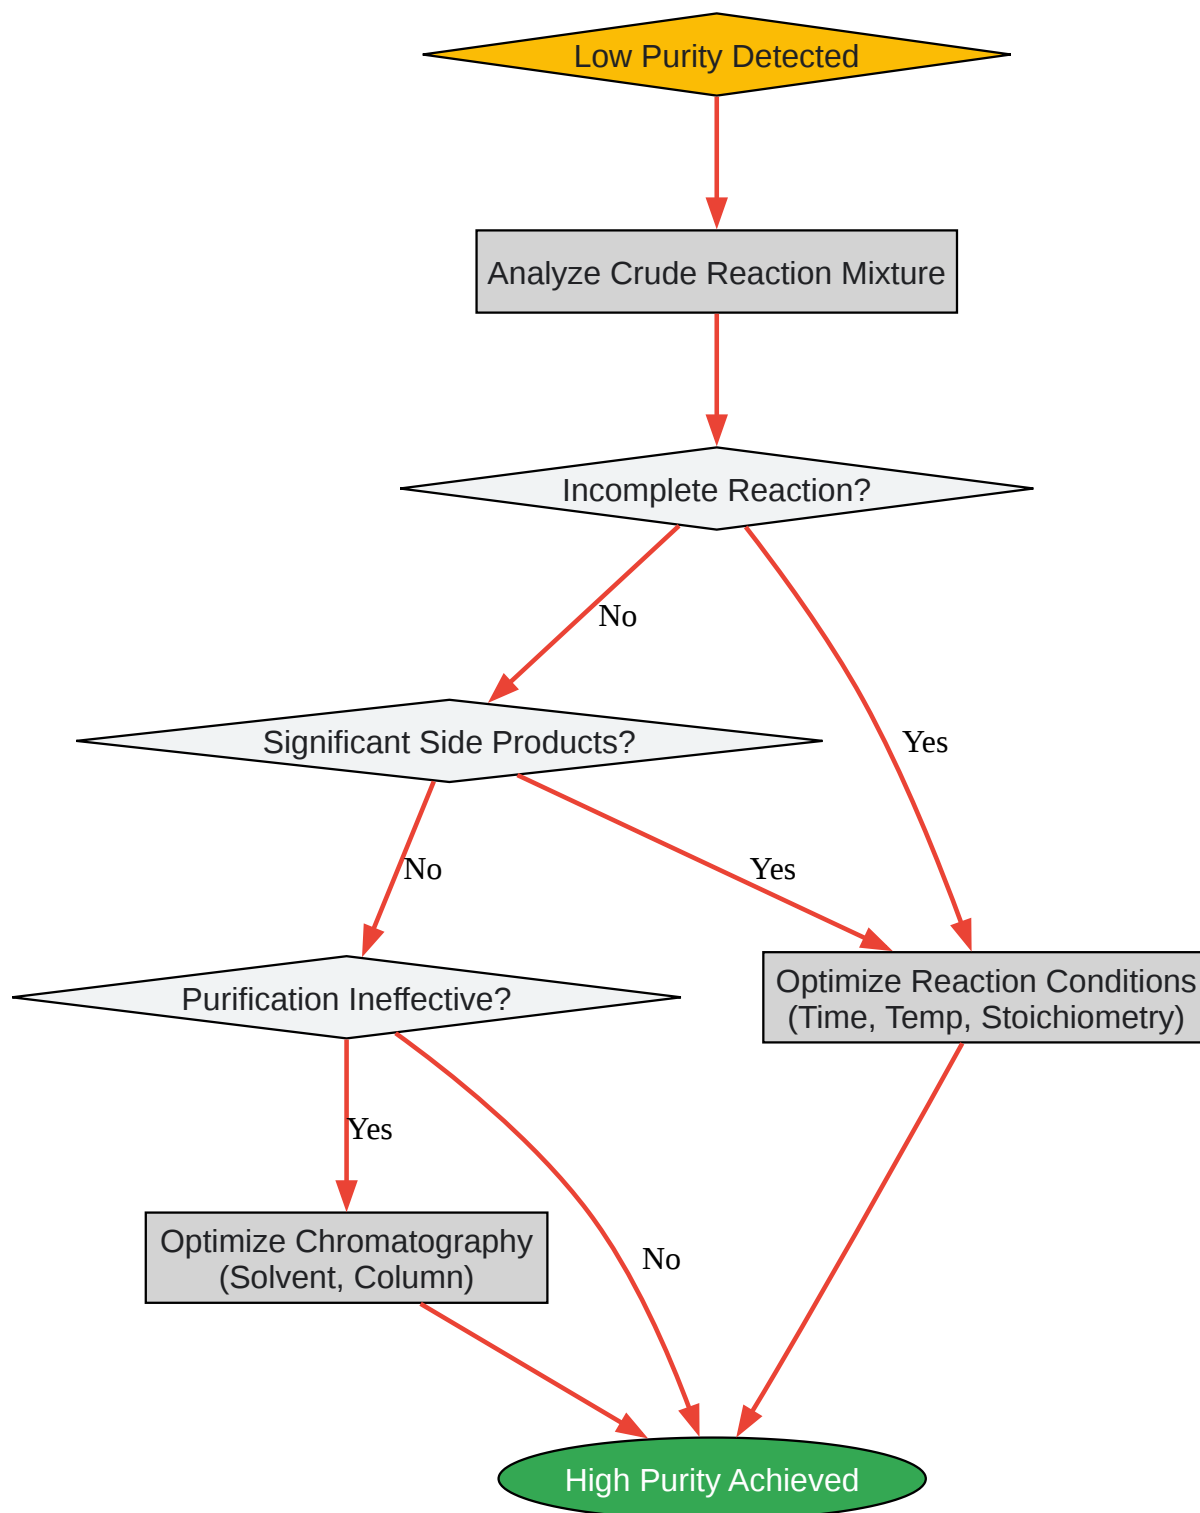 Low Purity Detected
Analyze Crude Reaction Mixture
Incomplete Reaction?
No
Yes
Significant Side Products?
No
Yes
Purification Ineffective?
Optimize Reaction Conditions
(Time, Temp, Stoichiometry)
Yes
No
Optimize Chromatography
(Solvent, Column)
High Purity Achieved